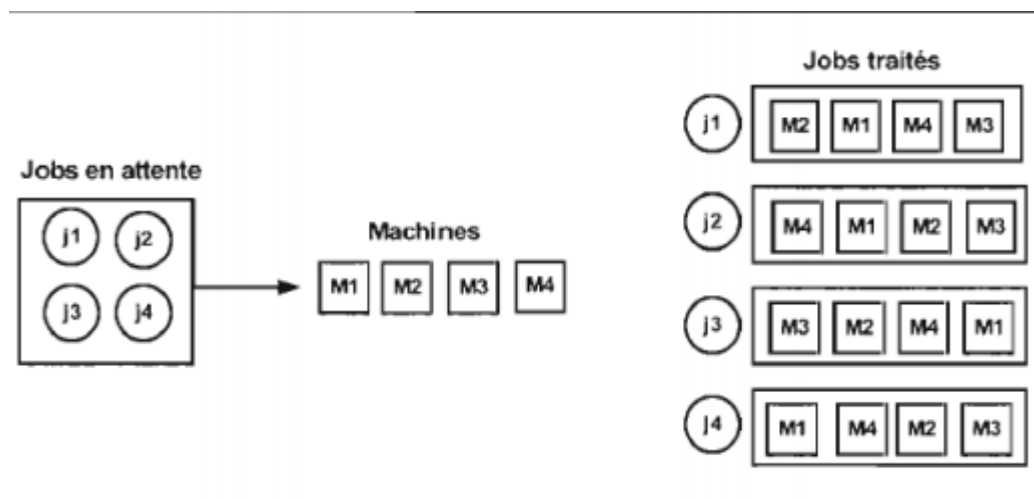 Jobs traités
j1 M2 M1 M4 M3
Jobs en attente
j1 j2
j2 M4 M1 M2 M3
Machines
M1 M2 M3 M4
j3 j4
j3 M3 M2 M4 M1
j4 M1 M4 M2 M3